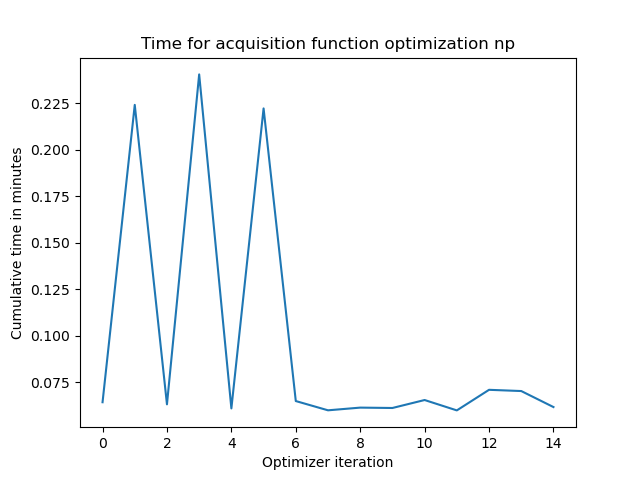 Time for acquisition function optimization np
Cumulative time in minutes
0.225
0.200
0.175
0.150
0.125
0.100
0.075
0 2 4 6 8 10 12 14
Optimizer iteration